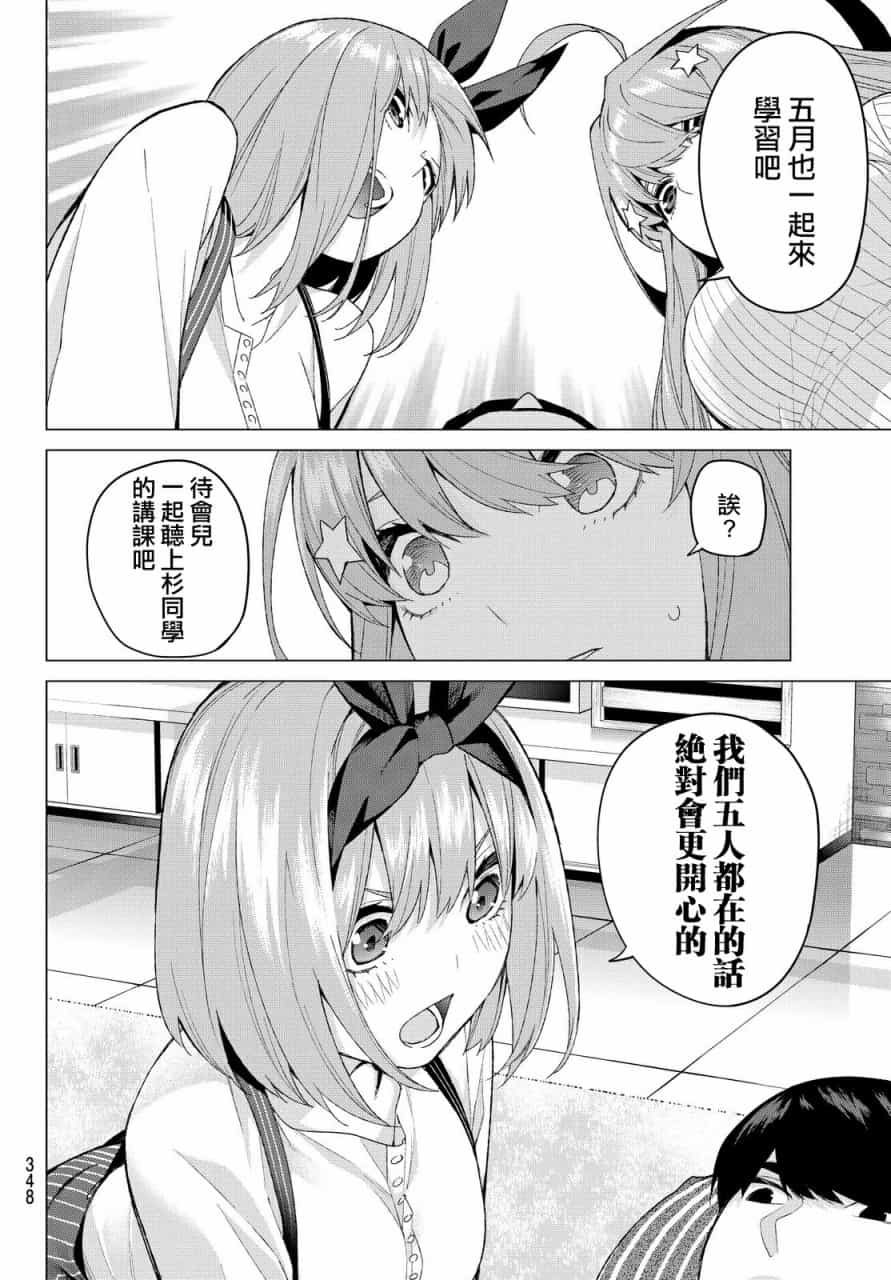 五月也一起來
學習吧
誒？
待會兒
一起聽上杉同學
的講課吧
我們五人都在的話
絕對會更開心的
348